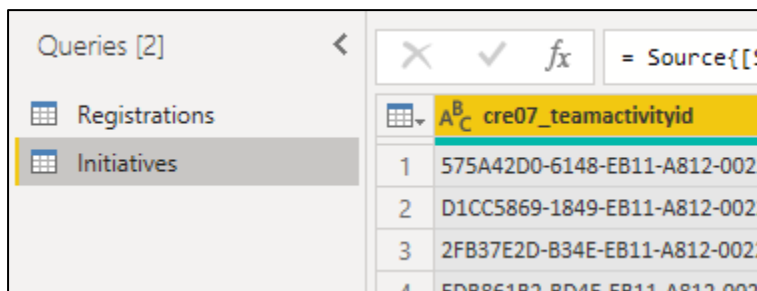 Queries [2]
fx
= Source{[
Registrations
Initiatives
ABC cre07_teamactivityid
1 575A42D0-6148-EB11-A812-002
2 D1CC5869-1849-EB11-A812-002
3 2FB37E2D-B34E-EB11-A812-002